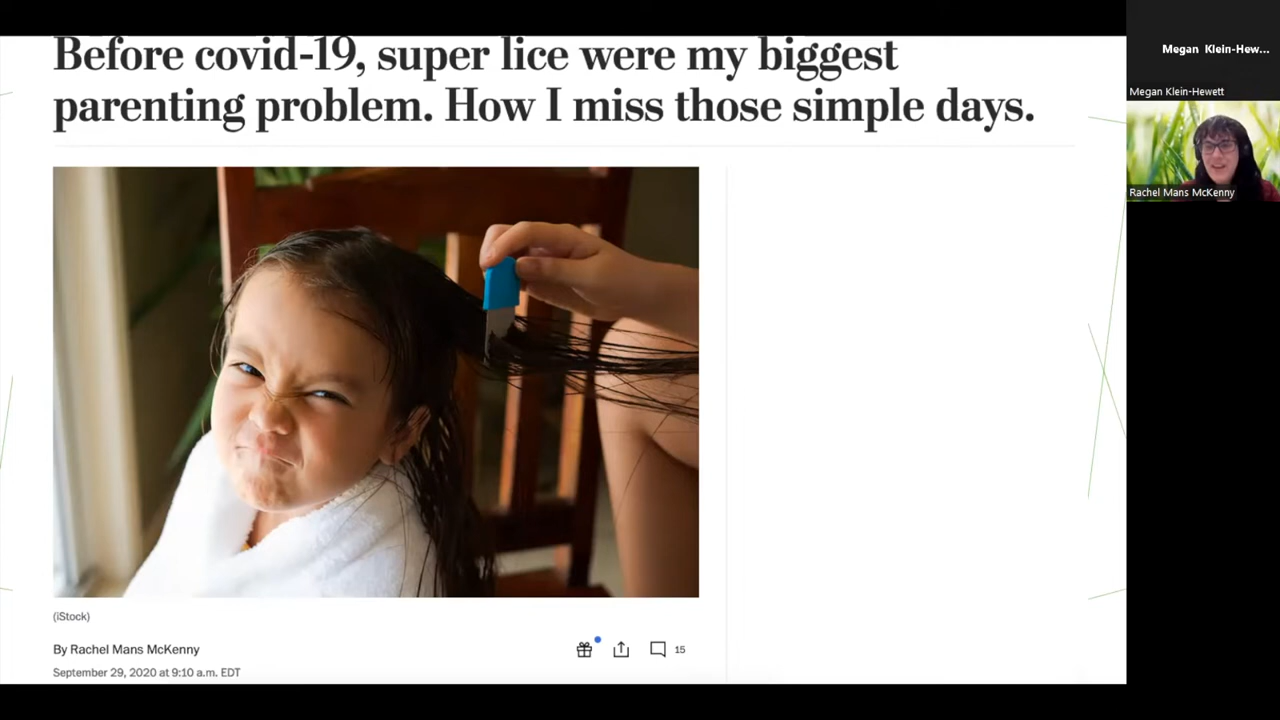 Before covid-19, super lice were my biggest
parenting problem. How I miss those simple days.
(iStock)
By Rachel Mans McKenny
15
September 29, 2020 at 9:10 a.m. EDT
Megan Klein-Hew...
Megan Klein-Hewett
Rachel Mans McKenny